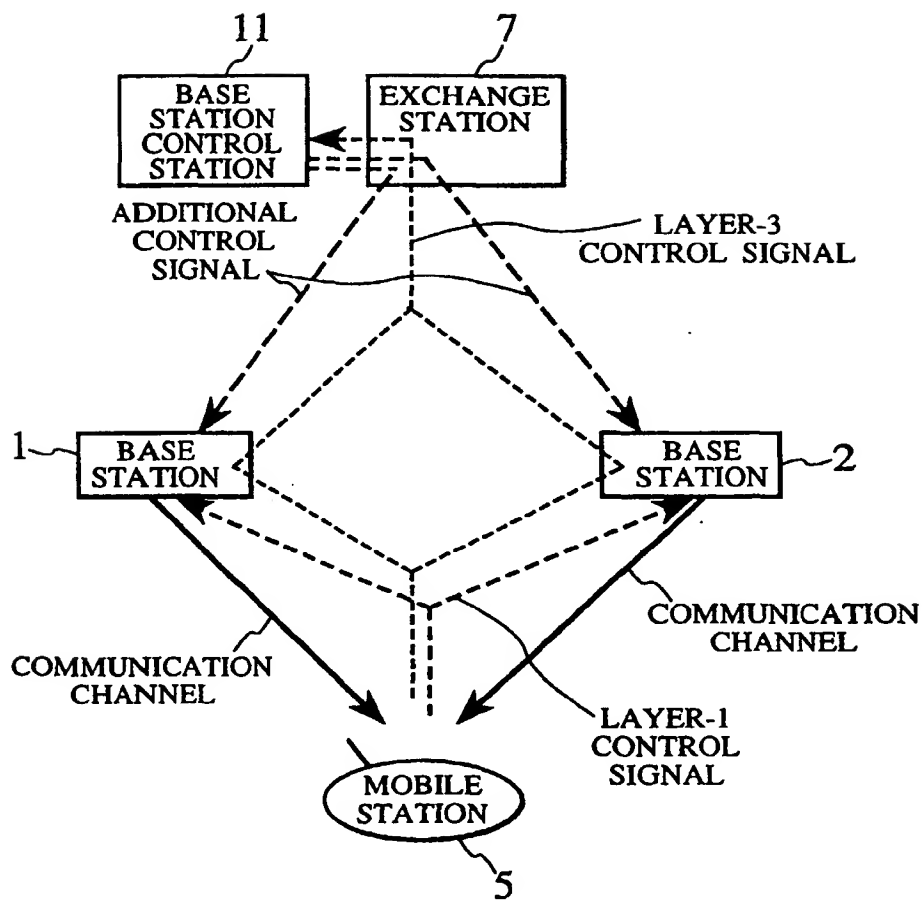 11
7
BASE
STATION
CONTROL
STATION
EXCHANGE
STATION
ADDITIONAL
CONTROL
SIGNAL
LAYER-3
CONTROL SIGNAL
1
BASE
STATION
BASE
STATION
2
COMMUNICATION
CHANNEL
COMMUNICATION
CHANNEL
LAYER-1
CONTROL
SIGNAL
MOBILE
STATION
5